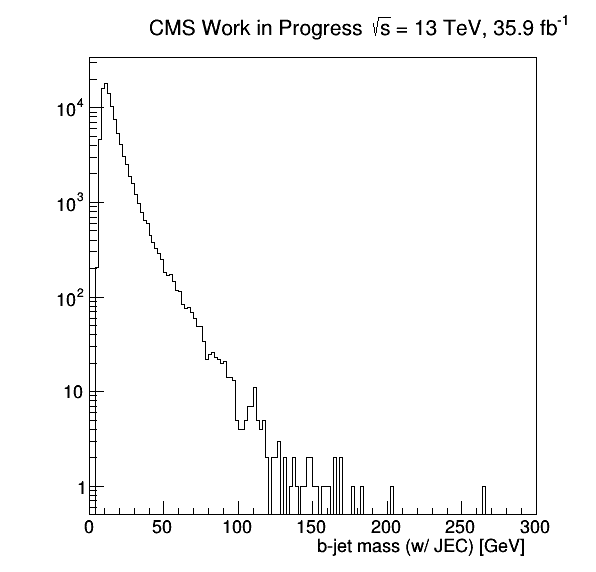 CMS Work in Progress √s = 13 TeV, 35.9 fb⁻¹
10⁴
10³
10²
10
1
0 50 100 150 200 250 300
b-jet mass (w/ JEC) [GeV]